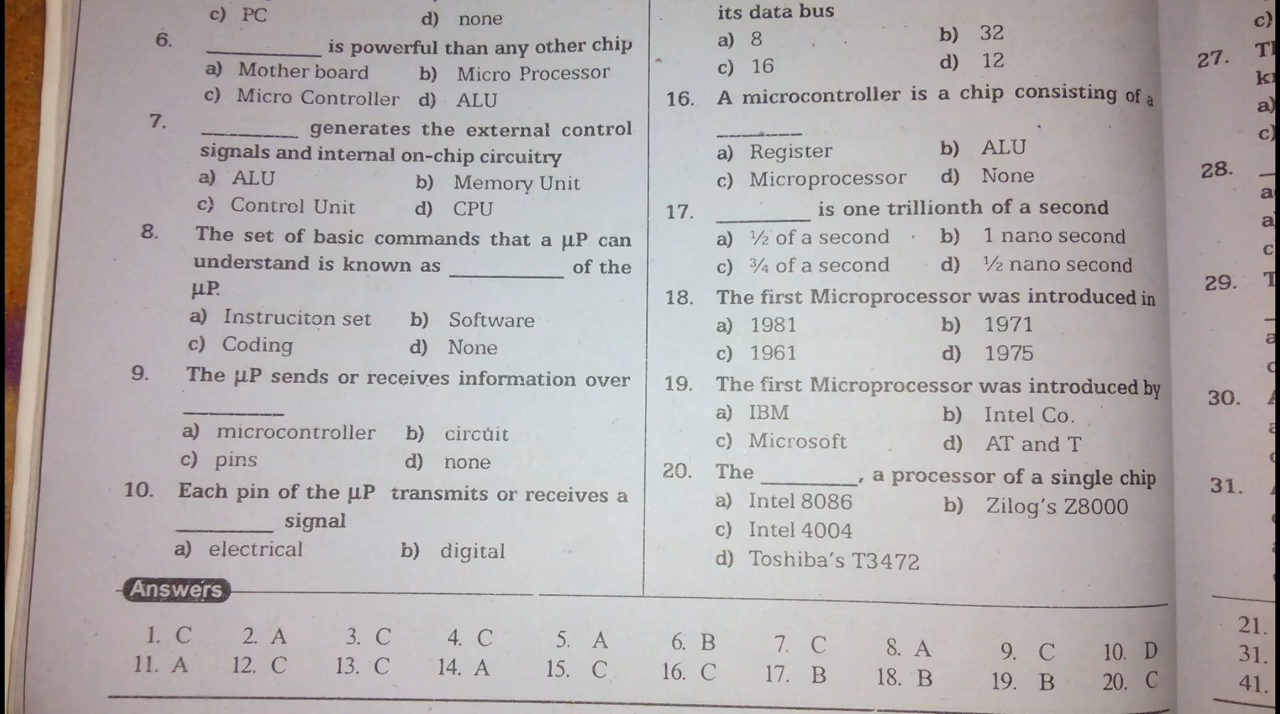 c) PC d) none
6. __________ is powerful than any other chip
a) Mother board b) Micro Processor
c) Micro Controller d) ALU
7. _________ generates the external control
signals and internal on-chip circuitry
a) ALU b) Memory Unit
c) Control Unit d) CPU
8. The set of basic commands that a µP can
understand is known as __________ of the
µP.
a) Instruciton set b) Software
c) Coding d) None
9. The µP sends or receives information over
_________
a) microcontroller b) circuit
c) pins d) none
10. Each pin of the µP transmits or receives a
_________ signal
a) electrical b) digital
its data bus
a) 8 b) 32
c) 16 d) 12
16. A microcontroller is a chip consisting of a
________
a) Register b) ALU
c) Microprocessor d) None
17. _________ is one trillionth of a second
a) ½ of a second b) 1 nano second
c) ¾ of a second d) ½ nano second
18. The first Microprocessor was introduced in
a) 1981 b) 1971
c) 1961 d) 1975
19. The first Microprocessor was introduced by
a) IBM b) Intel Co.
c) Microsoft d) AT and T
20. The _________, a processor of a single chip
a) Intel 8086 b) Zilog's Z8000
c) Intel 4004
d) Toshiba's T3472
Answers
1. C 2. A 3. C 4. C 5. A 6. B 7. C 8. A 9. C 10. D
11. A 12. C 13. C 14. A 15. C 16. C 17. B 18. B 19. B 20. C
c)
27.
a)
c)
28.
29.
30.
31.
21.
31.
41.